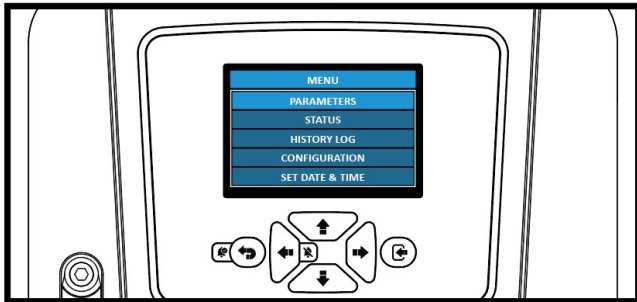 MENU
PARAMETERS
STATUS
HISTORY LOG
CONFIGURATION
SET DATE & TIME